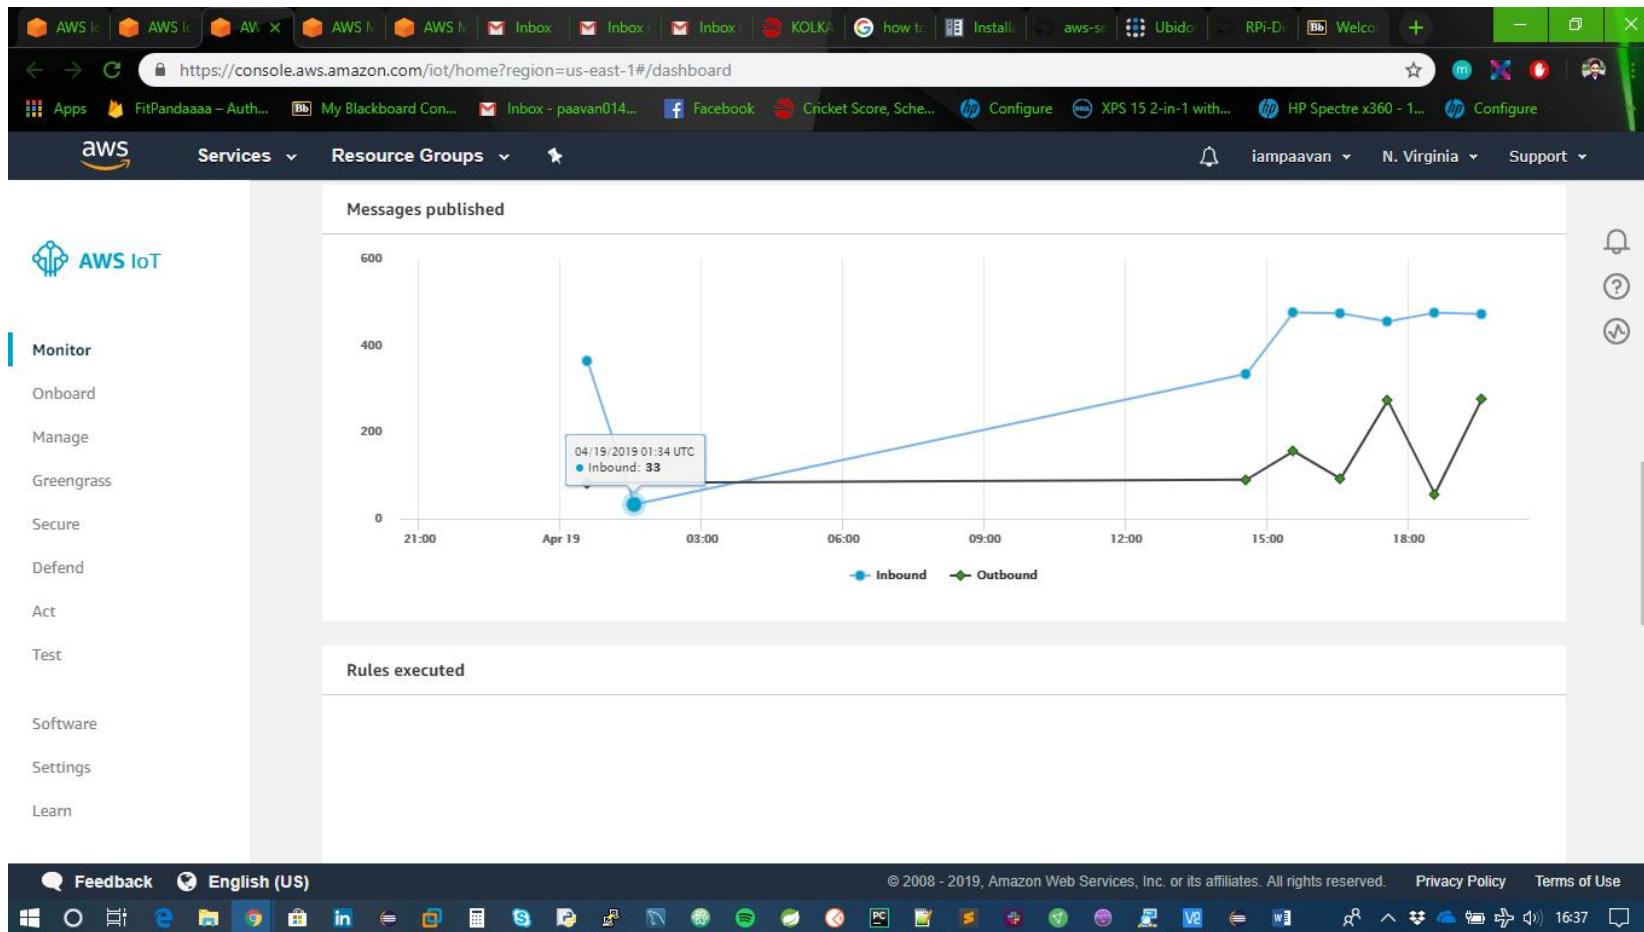 AWS Ic AWS Ic AW AWS N AWS N Inbox Inbox Inbox KOLKA how to Install aws-se Ubido RPi-Di Bb Welco
https://console.aws.amazon.com/iot/home?region=us-east-1#/dashboard
Apps FitPandaaaa – Auth... Bb My Blackboard Con... Inbox - paavan014... Facebook Cricket Score, Sche... Configure XPS 15 2-in-1 with... HP Spectre x360 - 1... Configure
aws Services Resource Groups iampaavan N. Virginia Support
AWS IoT
Monitor
Onboard
Manage
Greengrass
Secure
Defend
Act
Test
Software
Settings
Learn
Messages published
600
400
200
0
04/19/2019 01:34 UTC
Inbound: 33
21:00 Apr 19 03:00 06:00 09:00 12:00 15:00 18:00
Inbound Outbound
Rules executed
Feedback English (US) © 2008 - 2019, Amazon Web Services, Inc. or its affiliates. All rights reserved. Privacy Policy Terms of Use
16:37